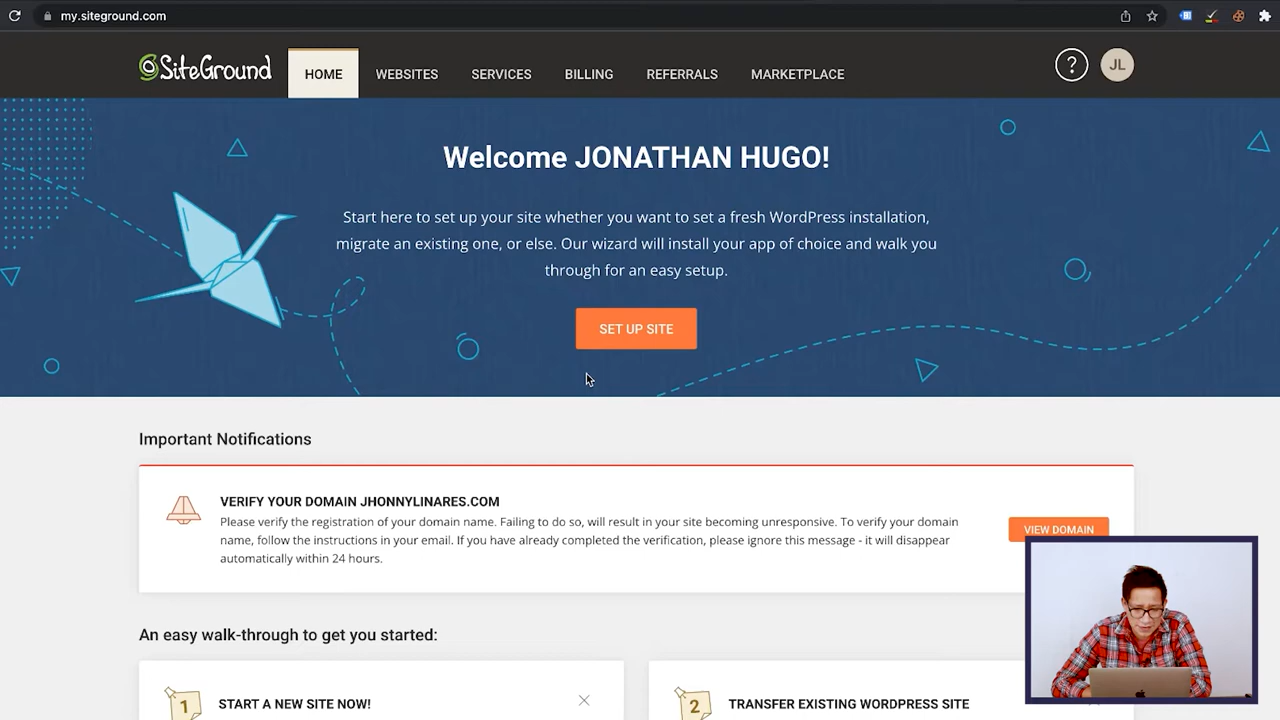 my.siteground.com
SiteGround
HOME
WEBSITES
SERVICES
BILLING
REFERRALS
MARKETPLACE
?
JL
Welcome JONATHAN HUGO!
Start here to set up your site whether you want to set a fresh WordPress installation,
migrate an existing one, or else. Our wizard will install your app of choice and walk you
through for an easy setup.
SET UP SITE
Important Notifications
VERIFY YOUR DOMAIN JHONNYLINARES.COM
Please verify the registration of your domain name. Failing to do so, will result in your site becoming unresponsive. To verify your domain
name, follow the instructions in your email. If you have already completed the verification, please ignore this message - it will disappear
automatically within 24 hours.
VIEW DOMAIN
An easy walk-through to get you started:
1
START A NEW SITE NOW!
2
TRANSFER EXISTING WORDPRESS SITE